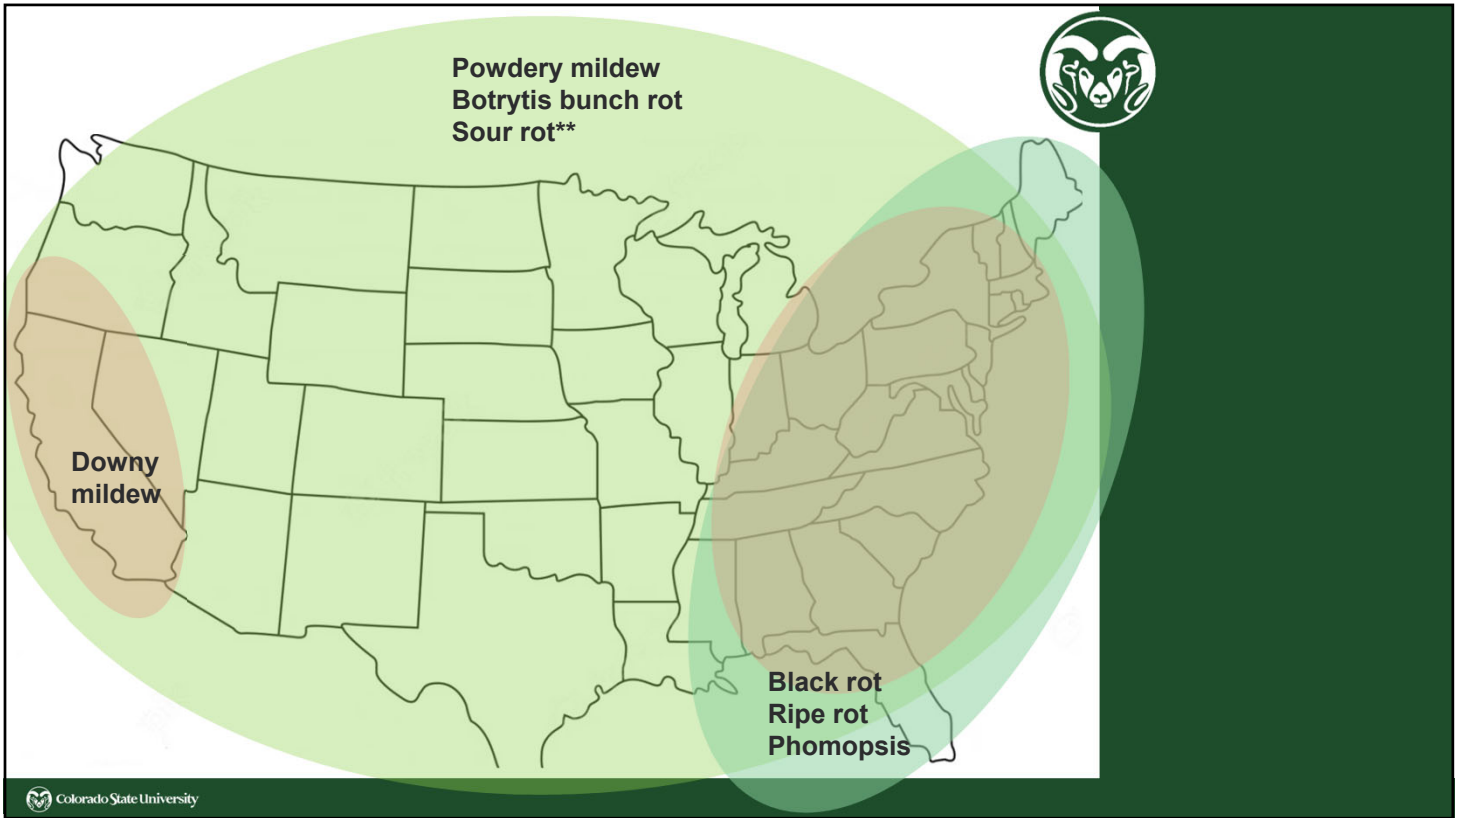 Powdery mildew
Botrytis bunch rot
Sour rot**
Downy
mildew
Black rot
Ripe rot
Phomopsis
Colorado State University